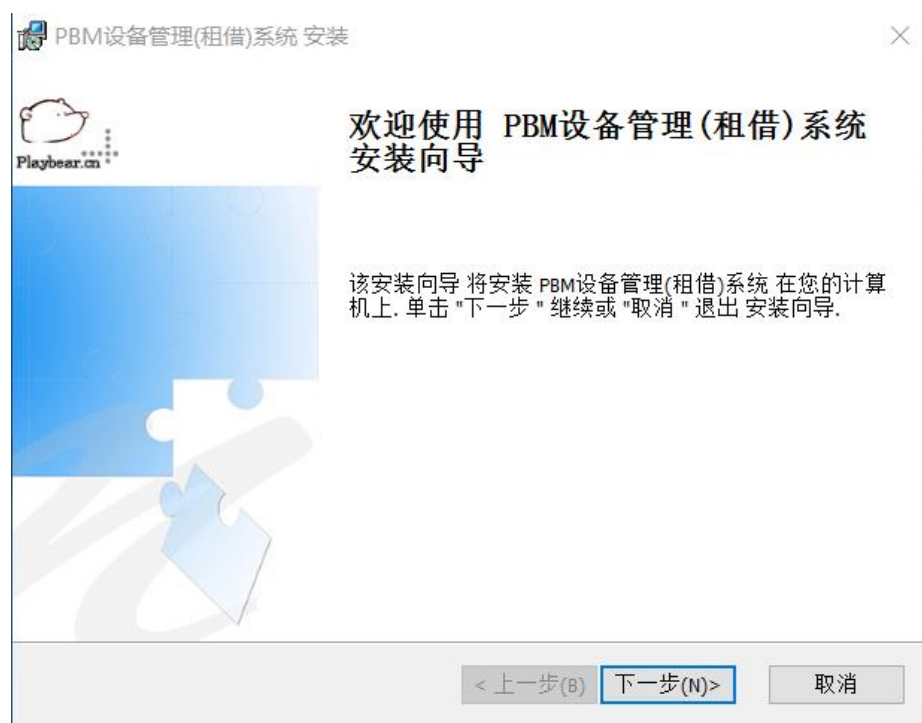 PBM设备管理(租借)系统 安装
Playbear.cn
欢迎使用 PBM设备管理(租借)系统
安装向导
该安装向导 将安装 PBM设备管理(租借)系统 在您的计算
机上. 单击 "下一步 " 继续或 "取消 " 退出 安装向导.
< 上一步(B)
下一步(N)>
取消